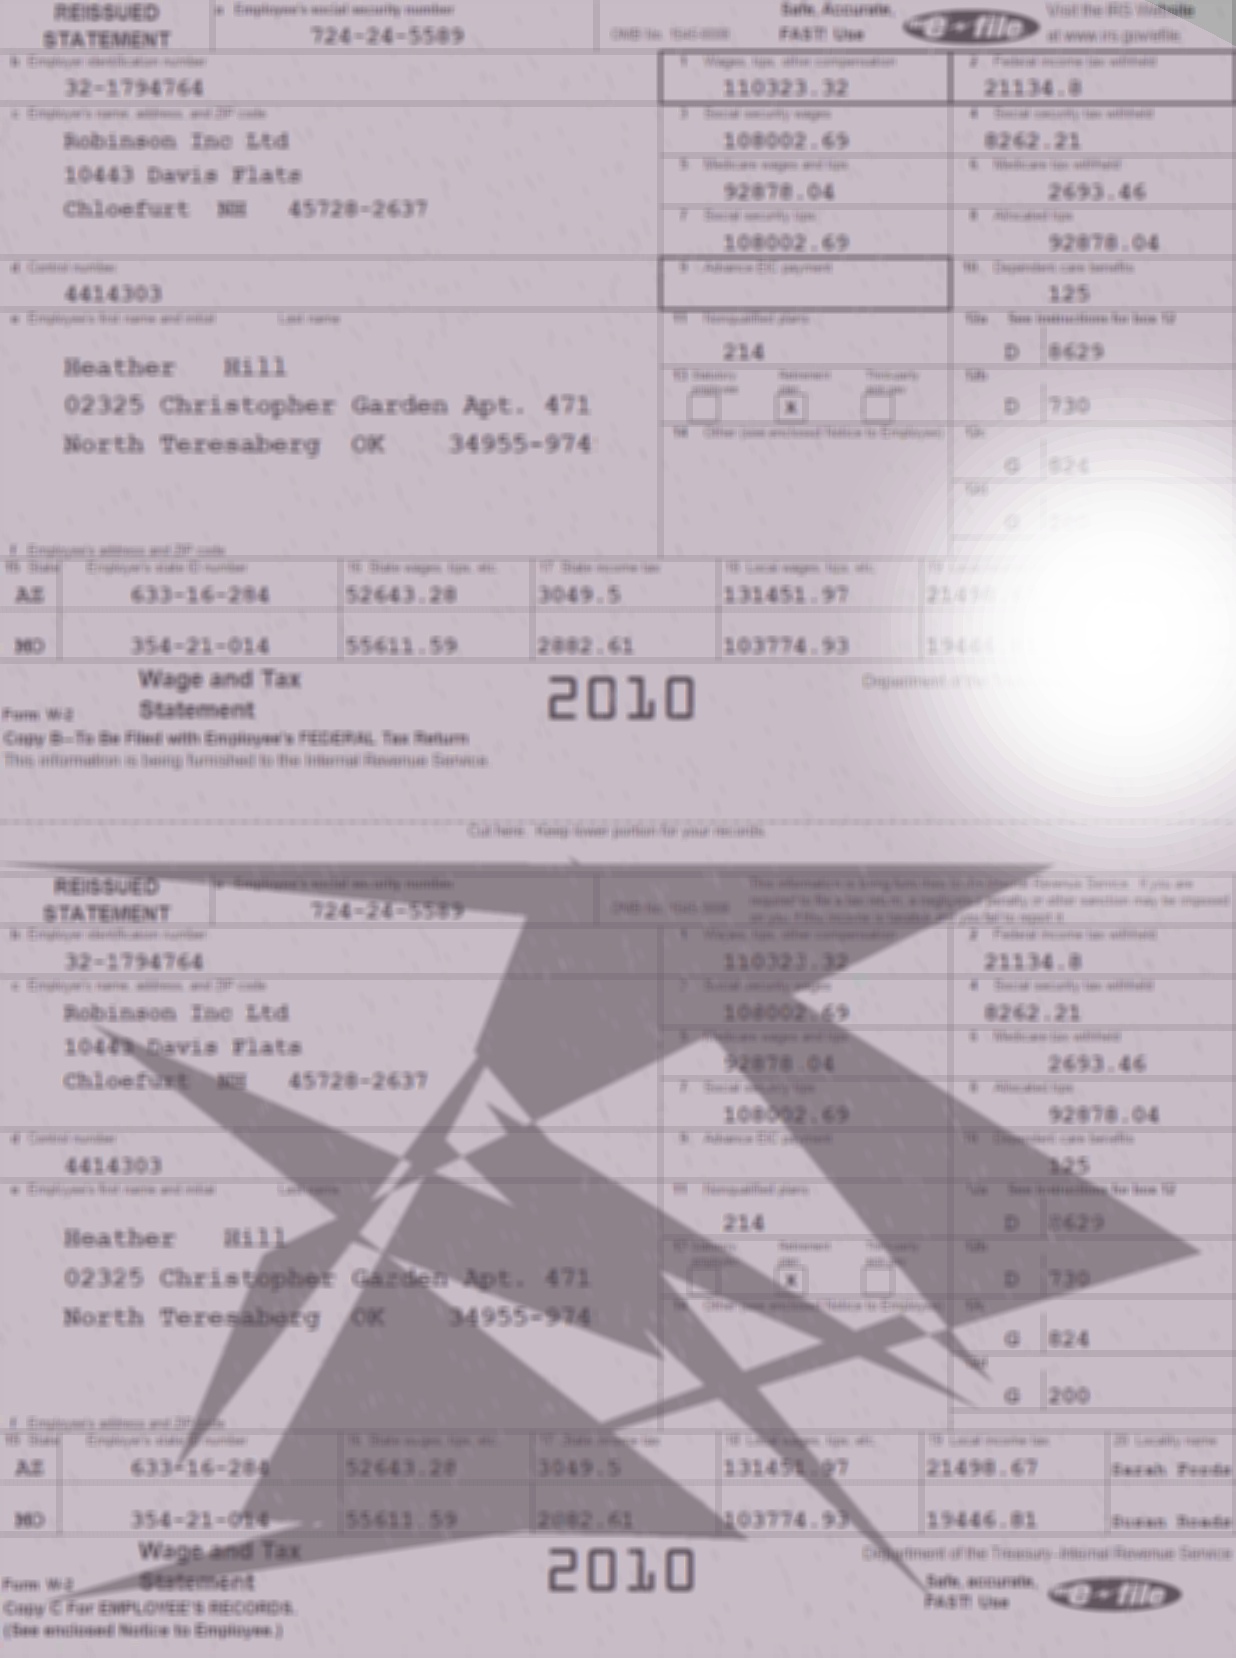 REISSUED STATEMENT
a Employee's social security number
724-24-5589
OMB No. 1545-0008
Safe, Accurate, FAST! Use
e-file
Visit the IRS Website at www.irs.gov/efile.
b Employer identification number
32-1794764
1 Wages, tips, other compensation
110323.32
2 Federal income tax withheld
21134.8
c Employer's name, address, and ZIP code
Robinson Inc Ltd
10443 Davis Flats
Chloefurt NH 45728-2637
3 Social security wages
108002.69
4 Social security tax withheld
8262.21
5 Medicare wages and tips
92878.04
6 Medicare tax withheld
2693.46
7 Social security tips
108002.69
8 Allocated tips
92878.04
d Control number
4414303
9 Advance EIC payment
10 Dependent care benefits
125
e Employee's first name and initial Last name
Heather Hill
02325 Christopher Garden Apt. 471
North Teresaberg OK 34955-974
11 Nonqualified plans
214
12a See instructions for box 12
D 8629
13 Statutory employee Retirement plan Third-party sick pay
X
12b
D 730
14 Other (see enclosed Notice to Employee)
12c
G 824
12d
G
f Employee's address and ZIP code
15 State Employer's state ID number 16 State wages, tips, etc. 17 State income tax 18 Local wages, tips, etc.
AZ 633-16-284 52643.28 3049.5 131451.97
MO 354-21-014 55611.59 2882.61 103774.93
Form W-2 Wage and Tax Statement
2010
Department of the
Copy B—To Be Filed with Employee's FEDERAL Tax Return
This information is being furnished to the Internal Revenue Service.
Cut here. Keep lower portion for your records.
REISSUED STATEMENT
a Employee's social security number
724-24-5589
OMB No. 1545-0008
This information is being furnished to the Internal Revenue Service. If you are
required to file a tax return, a negligence penalty or other sanction may be imposed
on you if this income is taxable and you fail to report it.
b Employer identification number
32-1794764
1 Wages, tips, other compensation
110323.32
2 Federal income tax withheld
21134.8
c Employer's name, address, and ZIP code
Robinson Inc Ltd
10443 Davis Flats
Chloefurt NH 45728-2637
3 Social security wages
108002.69
4 Social security tax withheld
8262.21
5 Medicare wages and tips
92878.04
6 Medicare tax withheld
2693.46
7 Social security tips
108002.69
8 Allocated tips
92878.04
d Control number
4414303
9 Advance EIC payment
10 Dependent care benefits
125
e Employee's first name and initial Last name
Heather Hill
02325 Christopher Garden Apt. 471
North Teresaberg OK 34955-974
11 Nonqualified plans
214
12a See instructions for box 12
D 8629
13 Statutory employee Retirement plan Third-party sick pay
X
12b
D 730
14 Other (see enclosed Notice to Employee)
12c
G 824
12d
G 200
f Employee's address and ZIP code
15 State Employer's state ID number 16 State wages, tips, etc. 17 State income tax 18 Local wages, tips, etc. 19 Local income tax 20 Locality name
AZ 633-16-284 52643.28 3049.5 131451.97 21498.67 Sarah
MO 354-21-014 55611.59 2882.61 103774.93 19446.81
Form W-2 Wage and Tax Statement
2010
Department of the Treasury-Internal Revenue Service
Safe, accurate, FAST! Use
e-file
Copy C For EMPLOYEE'S RECORDS.
(See enclosed Notice to Employee.)